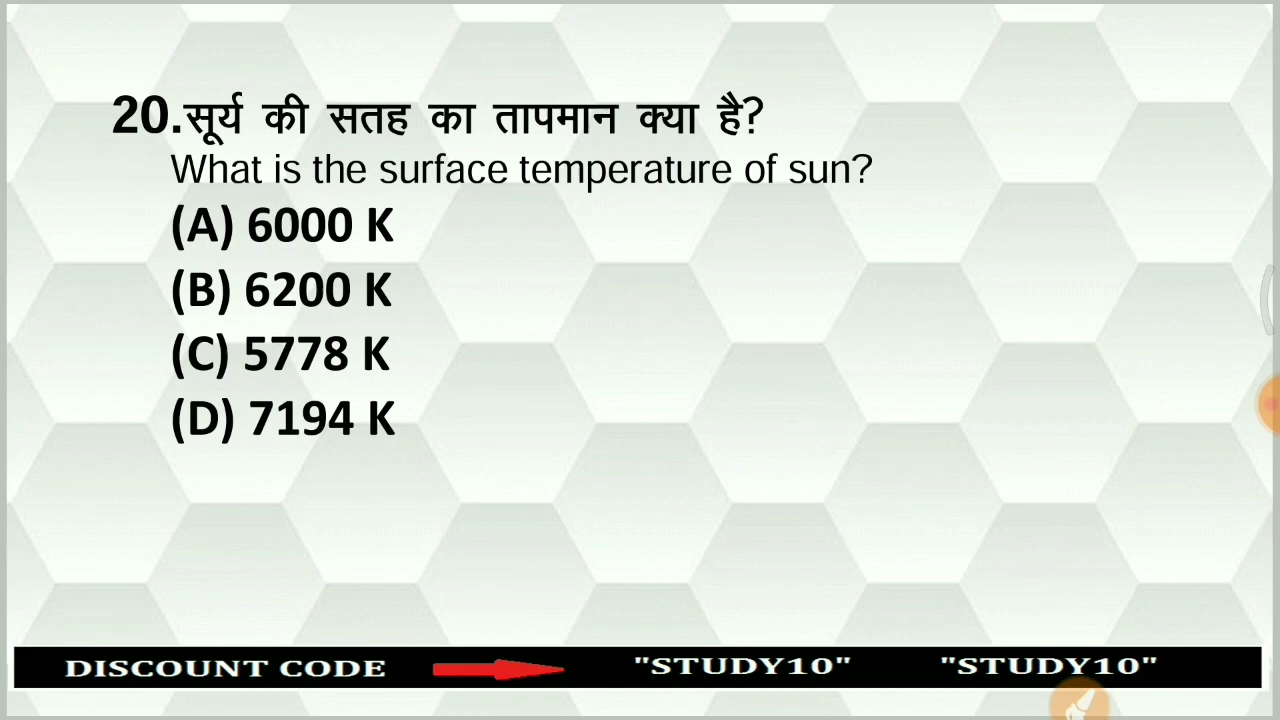 20.सूर्य की सतह का तापमान क्या है?
What is the surface temperature of sun?
(A) 6000 K
(B) 6200 K
(C) 5778 K
(D) 7194 K
DISCOUNT CODE "STUDY10" "STUDY10"